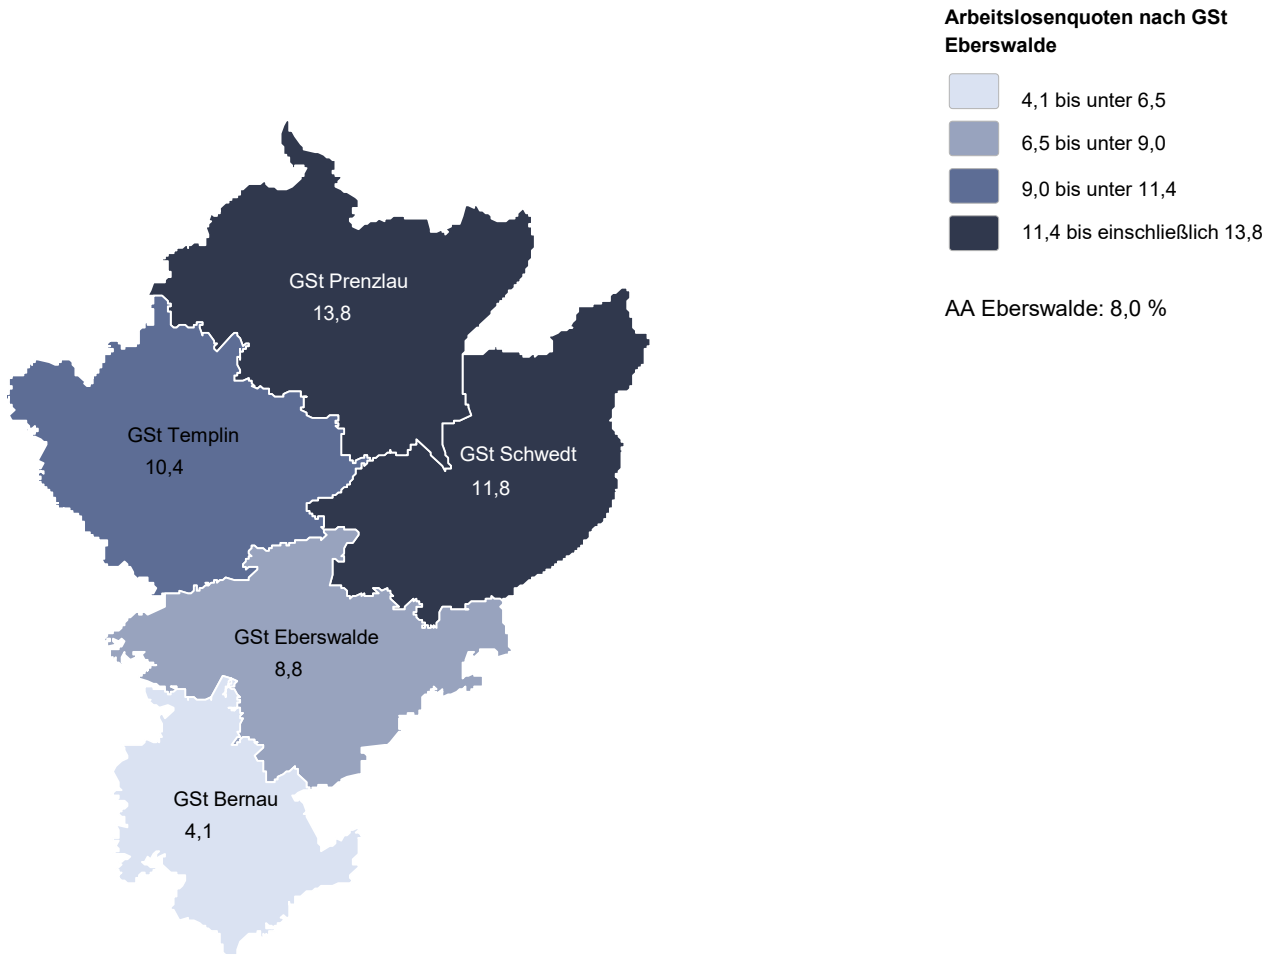 Arbeitslosenquoten nach GSt
Eberswalde
4,1 bis unter 6,5
6,5 bis unter 9,0
9,0 bis unter 11,4
11,4 bis einschließlich 13,8
AA Eberswalde: 8,0 %
GSt Prenzlau
13,8
GSt Templin
10,4
GSt Schwedt
11,8
GSt Eberswalde
8,8
GSt Bernau
4,1